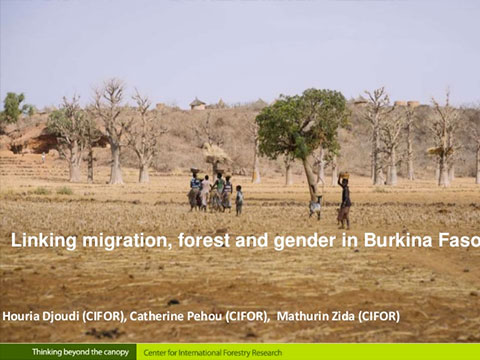 Linking migration, forest and gender in Burkina Faso
Houria Djoudi (CIFOR), Catherine Pehou (CIFOR), Mathurin Zida (CIFOR)
Thinking beyond the canopy Center for International Forestry Research